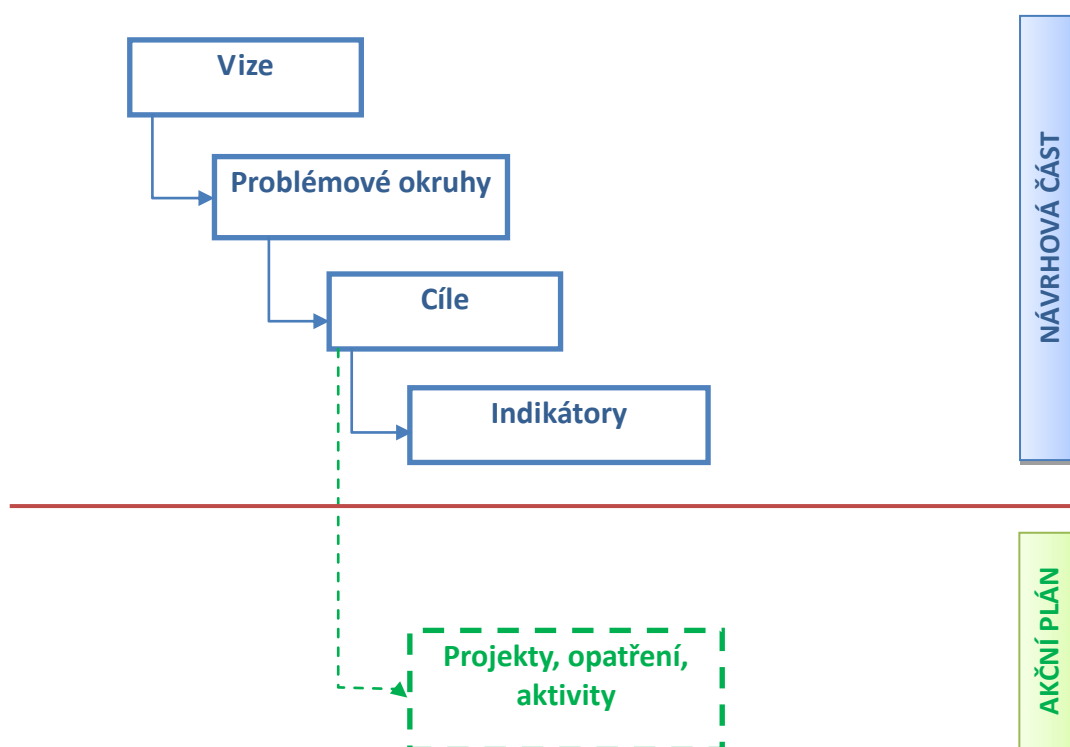 Vize
Problémové okruhy
Cíle
Indikátory
NÁVRHOVÁ ČÁST
Projekty, opatření,
aktivity
AKČNÍ PLÁN